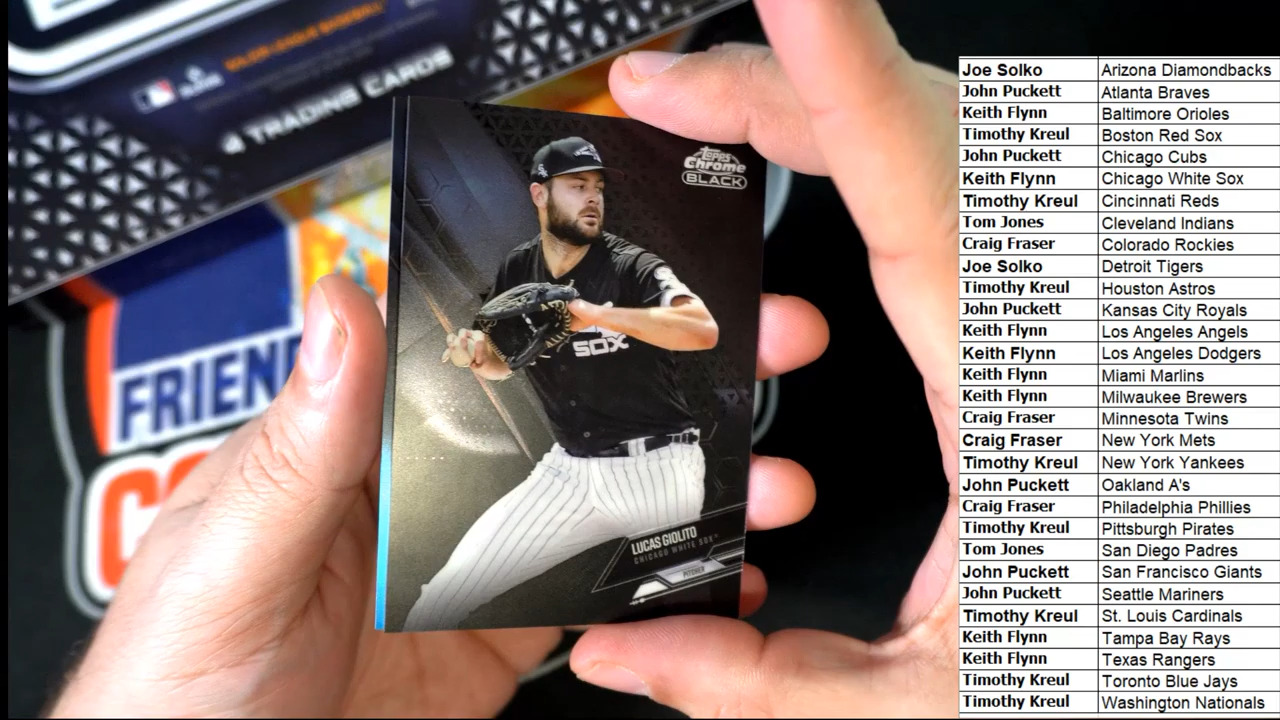 MAJOR LEAGUE BASEBALL
4 TRADING CARDS
FRIEN
TOPPS
Chrome
BLACK
SOX
LUCAS GIOLITO
CHICAGO WHITE SOX™
PITCHER
Joe Solko Arizona Diamondbacks
John Puckett Atlanta Braves
Keith Flynn Baltimore Orioles
Timothy Kreul Boston Red Sox
John Puckett Chicago Cubs
Keith Flynn Chicago White Sox
Timothy Kreul Cincinnati Reds
Tom Jones Cleveland Indians
Craig Fraser Colorado Rockies
Joe Solko Detroit Tigers
Timothy Kreul Houston Astros
John Puckett Kansas City Royals
Keith Flynn Los Angeles Angels
Keith Flynn Los Angeles Dodgers
Keith Flynn Miami Marlins
Keith Flynn Milwaukee Brewers
Craig Fraser Minnesota Twins
Craig Fraser New York Mets
Timothy Kreul New York Yankees
John Puckett Oakland A's
Craig Fraser Philadelphia Phillies
Timothy Kreul Pittsburgh Pirates
Tom Jones San Diego Padres
John Puckett San Francisco Giants
John Puckett Seattle Mariners
Timothy Kreul St. Louis Cardinals
Keith Flynn Tampa Bay Rays
Keith Flynn Texas Rangers
Timothy Kreul Toronto Blue Jays
Timothy Kreul Washington Nationals